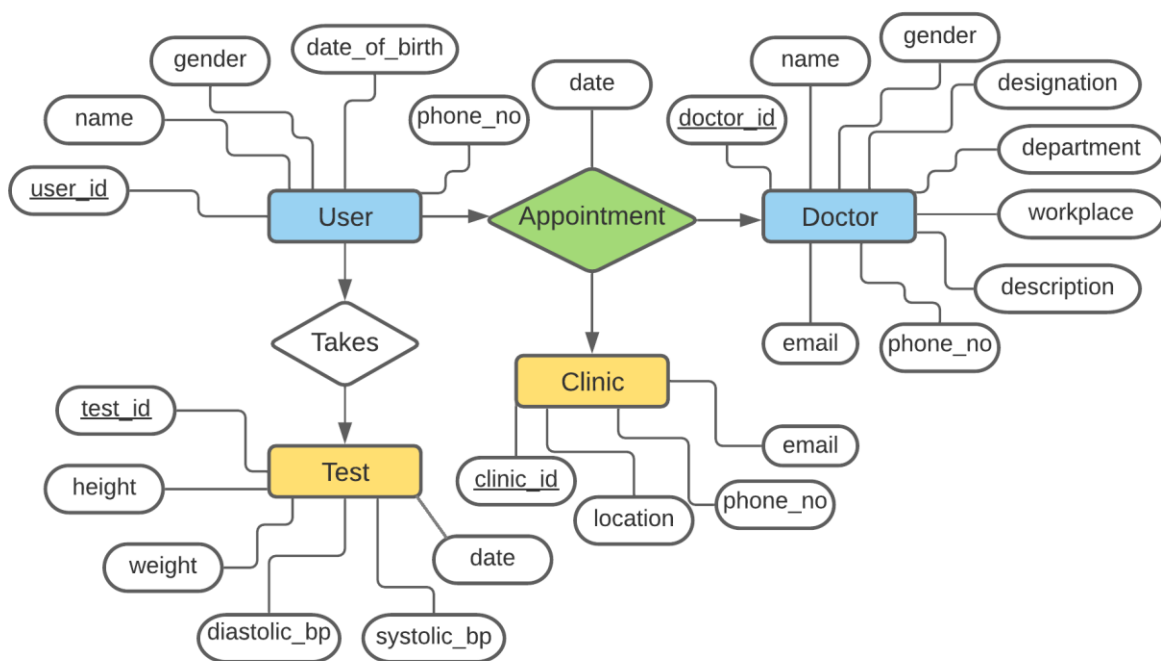 gender
date_of_birth
name
phone_no
user_id
User
date
Appointment
name
gender
doctor_id
designation
department
workplace
Doctor
description
email
phone_no
Takes
Clinic
clinic_id
location
phone_no
email
test_id
Test
height
weight
diastolic_bp
systolic_bp
date